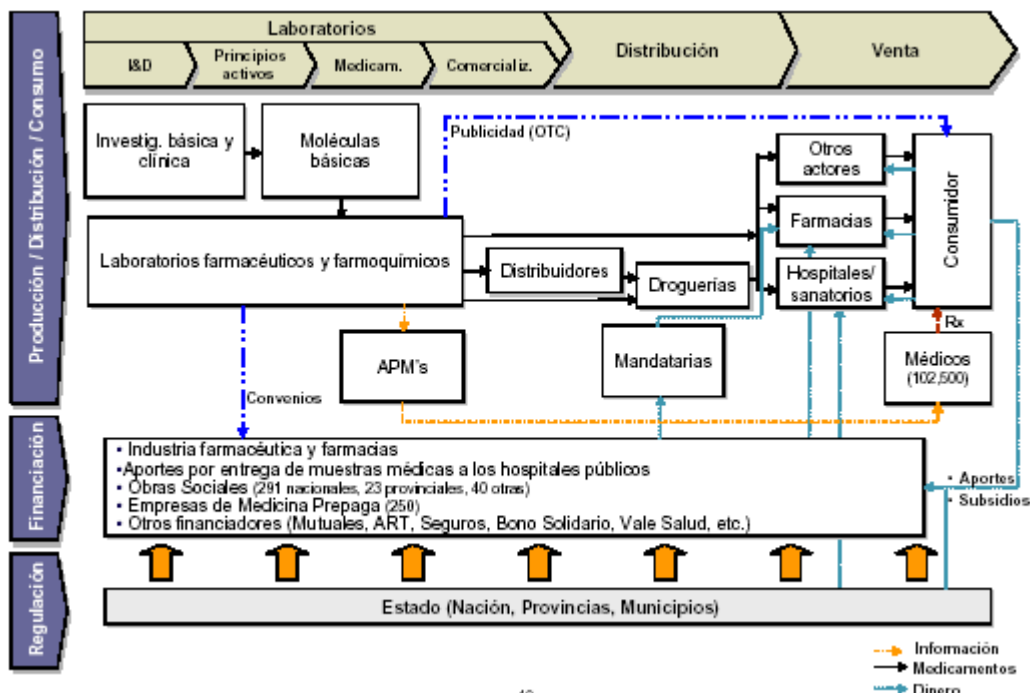 Producción / Distribución / Consumo
Laboratorios
I&D
Principios
activos
Medicam.
Comercializ.
Distribución
Venta
Investig. básica y
clínica
Moléculas
básicas
Publicidad (OTC)
Otros
actores
Consumidor
Farmacias
Laboratorios farmacéuticos y farmoquímicos
Distribuidores
Droguerías
Hospitales/
sanatorios
Rx
APM's
Mandatarias
Médicos
(102,500)
Convenios
Financiación
• Industria farmacéutica y farmacias
•Aportes por entrega de muestras médicas a los hospitales públicos
• Obras Sociales (291 nacionales, 23 provinciales, 40 otras)
• Empresas de Medicina Prepaga (250)
• Otros financiadores (Mutuales, ART, Seguros, Bono Solidario, Vale Salud, etc.)
• Aportes
• Subsidios
Regulación
Estado (Nación, Provincias, Municipios)
Información
Medicamentos
Dinero